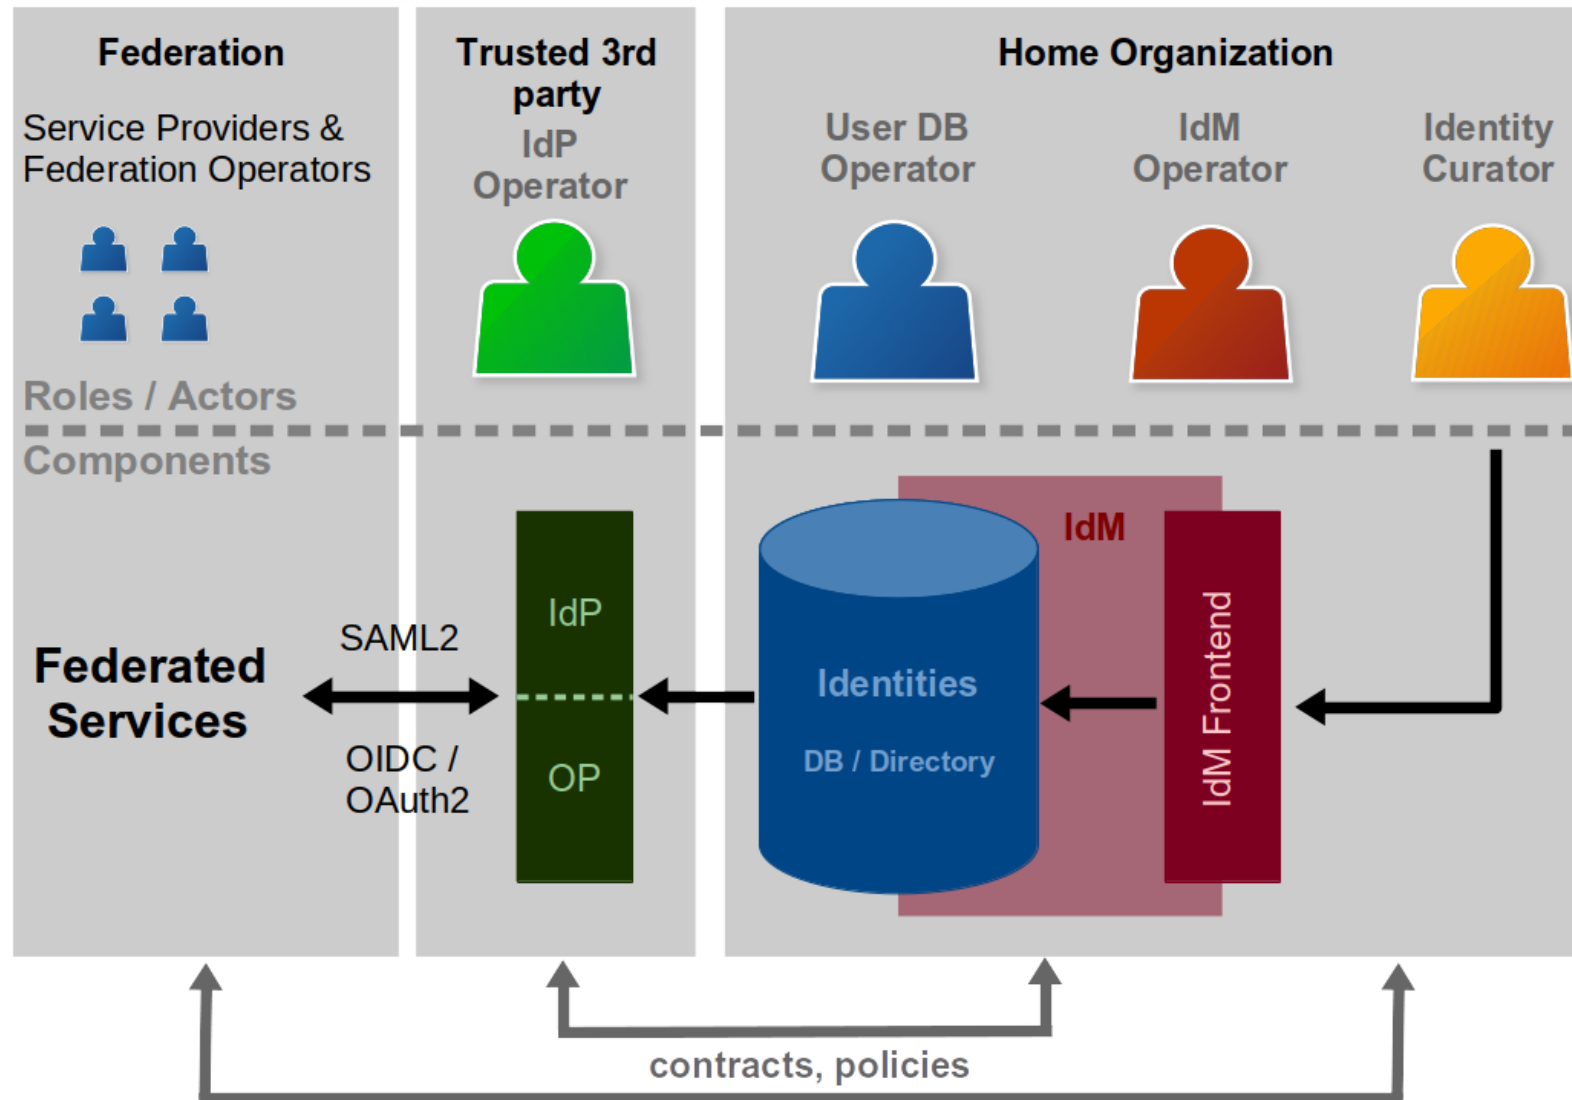 Federation
Service Providers &
Federation Operators
Trusted 3rd
party
IdP
Operator
Home Organization
User DB
Operator
IdM
Operator
Identity
Curator
Roles / Actors
Components
Federated
Services
SAML2
OIDC /
OAuth2
IdP
OP
Identities
DB / Directory
IdM
IdM Frontend
contracts, policies